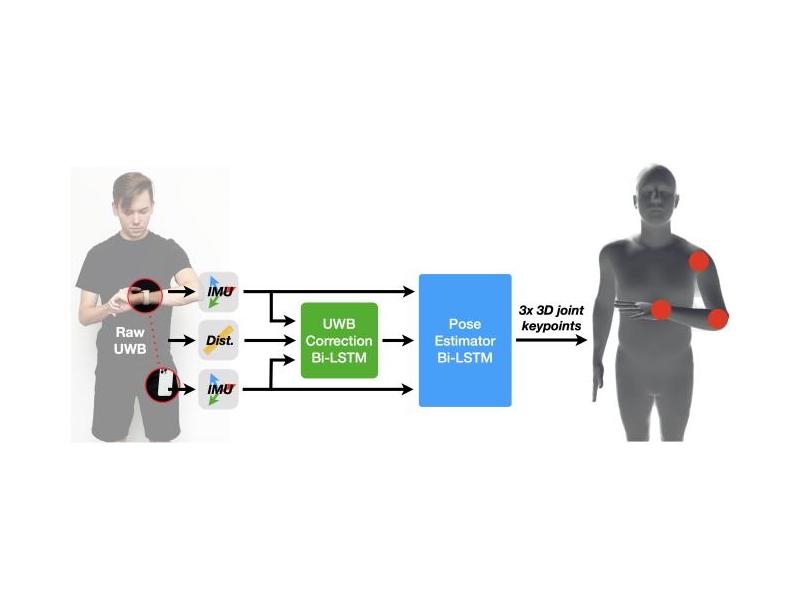 Raw
UWB
IMU
Dist.
IMU
UWB
Correction
Bi-LSTM
Pose
Estimator
Bi-LSTM
3x 3D joint
keypoints